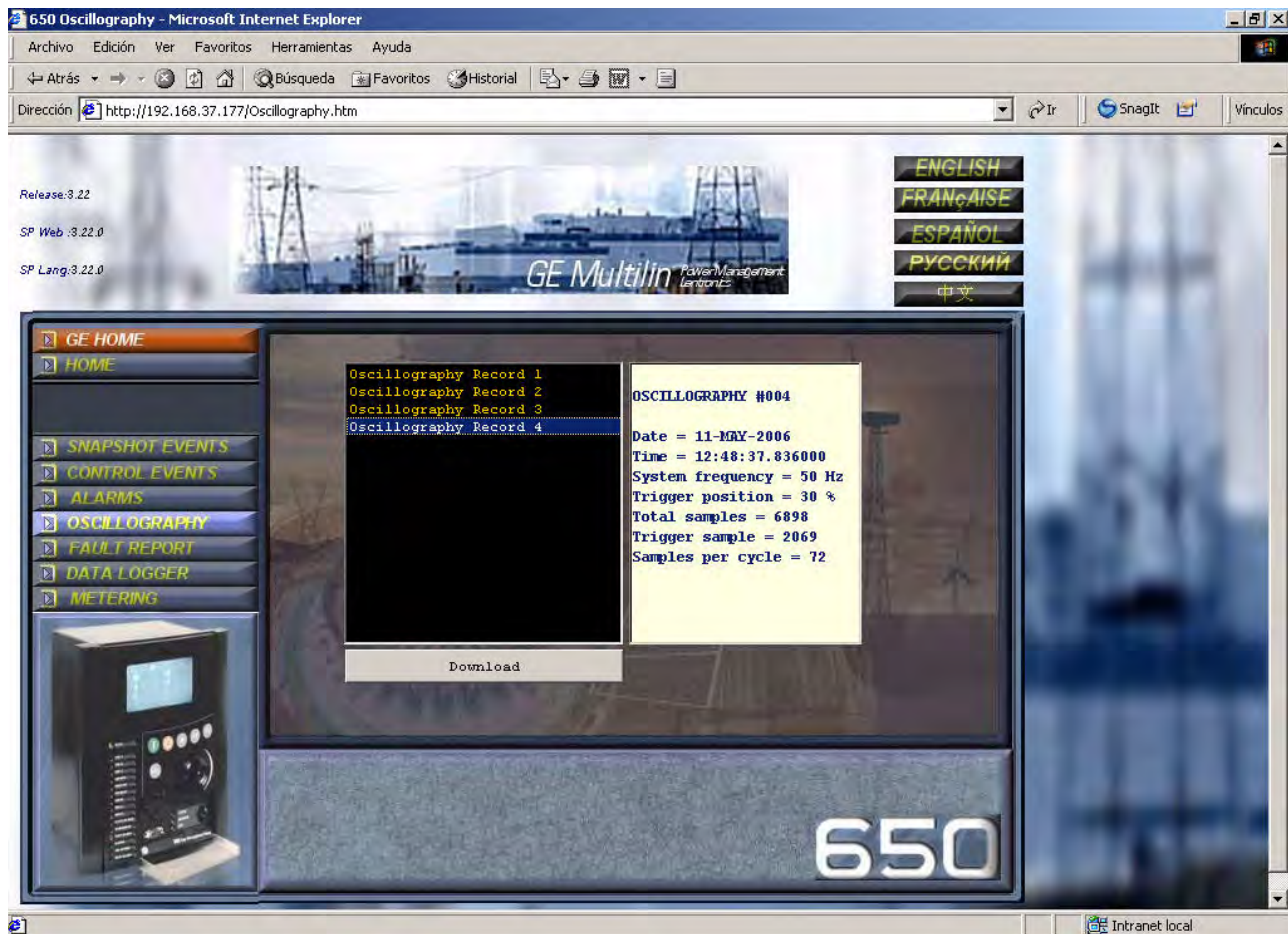 650 Oscillography - Microsoft Internet Explorer
Archivo Edición Ver Favoritos Herramientas Ayuda
Atrás Búsqueda Favoritos Historial
Dirección http://192.168.37.177/Oscillography.htm Ir SnagIt Vínculos
Release:3.22
SP Web :3.22.0
SP Lang:3.22.0
GE Multilin PowerManagement
Lentronics
ENGLISH
FRANçAISE
ESPAÑOL
РУССКИЙ
中文
GE HOME
HOME
SNAPSHOT EVENTS
CONTROL EVENTS
ALARMS
OSCILLOGRAPHY
FAULT REPORT
DATA LOGGER
METERING
Oscillography Record 1
Oscillography Record 2
Oscillography Record 3
Oscillography Record 4
Download
OSCILLOGRAPHY #004
Date = 11-MAY-2006
Time = 12:48:37.836000
System frequency = 50 Hz
Trigger position = 30 %
Total samples = 6898
Trigger sample = 2069
Samples per cycle = 72
650
Intranet local